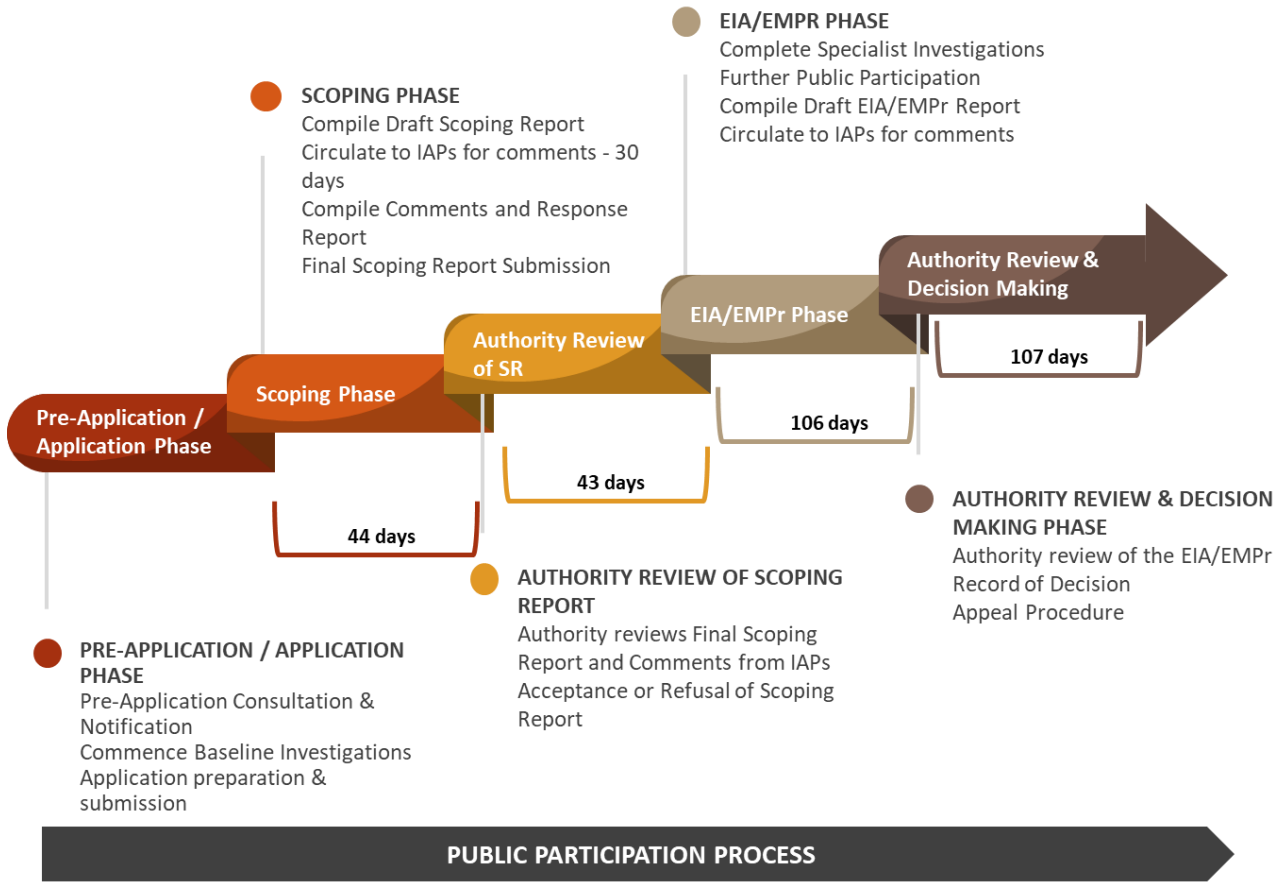 EIA/EMPR PHASE
Complete Specialist Investigations
Further Public Participation
Compile Draft EIA/EMPr Report
Circulate to IAPs for comments
SCOPING PHASE
Compile Draft Scoping Report
Circulate to IAPs for comments - 30
days
Compile Comments and Response
Report
Final Scoping Report Submission
Pre-Application /
Application Phase
Scoping Phase
Authority Review
of SR
EIA/EMPr Phase
Authority Review &
Decision Making
44 days
43 days
106 days
107 days
PRE-APPLICATION / APPLICATION
PHASE
Pre-Application Consultation &
Notification
Commence Baseline Investigations
Application preparation &
submission
AUTHORITY REVIEW OF SCOPING
REPORT
Authority reviews Final Scoping
Report and Comments from IAPs
Acceptance or Refusal of Scoping
Report
AUTHORITY REVIEW & DECISION
MAKING PHASE
Authority review of the EIA/EMPr
Record of Decision
Appeal Procedure
PUBLIC PARTICIPATION PROCESS